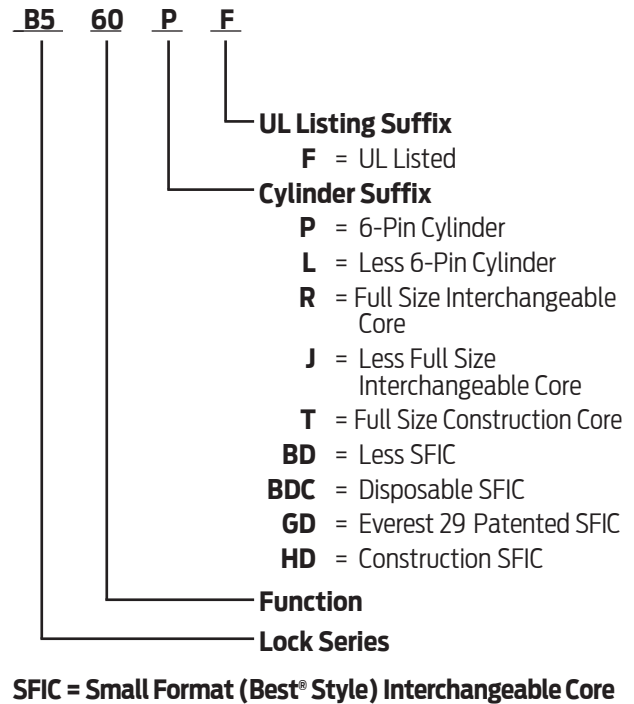 B5 60 P F
UL Listing Suffix
F = UL Listed
Cylinder Suffix
P = 6-Pin Cylinder
L = Less 6-Pin Cylinder
R = Full Size Interchangeable
Core
J = Less Full Size
Interchangeable Core
T = Full Size Construction Core
BD = Less SFIC
BDC = Disposable SFIC
GD = Everest 29 Patented SFIC
HD = Construction SFIC
Function
Lock Series
SFIC = Small Format (Best® Style) Interchangeable Core